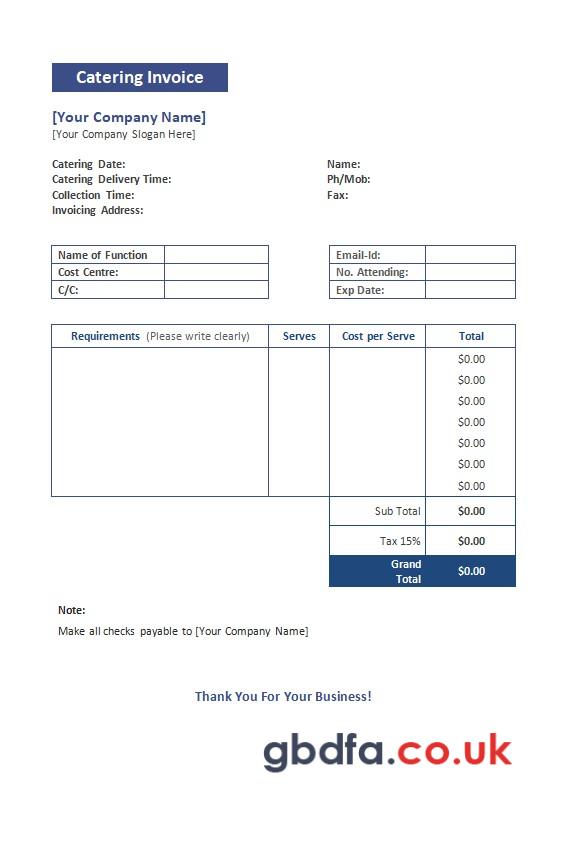 Catering Invoice
[Your Company Name]
[Your Company Slogan Here]
Catering Date:
Name:
Catering Delivery Time:
Ph/Mob:
Collection Time:
Fax:
Invoicing Address:
Name of Function
Email-Id:
Cost Centre:
No. Attending:
C/C:
Exp Date:
Requirements (Please write clearly) Serves Cost per Serve Total
$0.00
$0.00
$0.00
$0.00
$0.00
$0.00
$0.00
Sub Total $0.00
Tax 15% $0.00
Grand
Total $0.00
Note:
Make all checks payable to [Your Company Name]
Thank You For Your Business!
gbdfa.co.uk